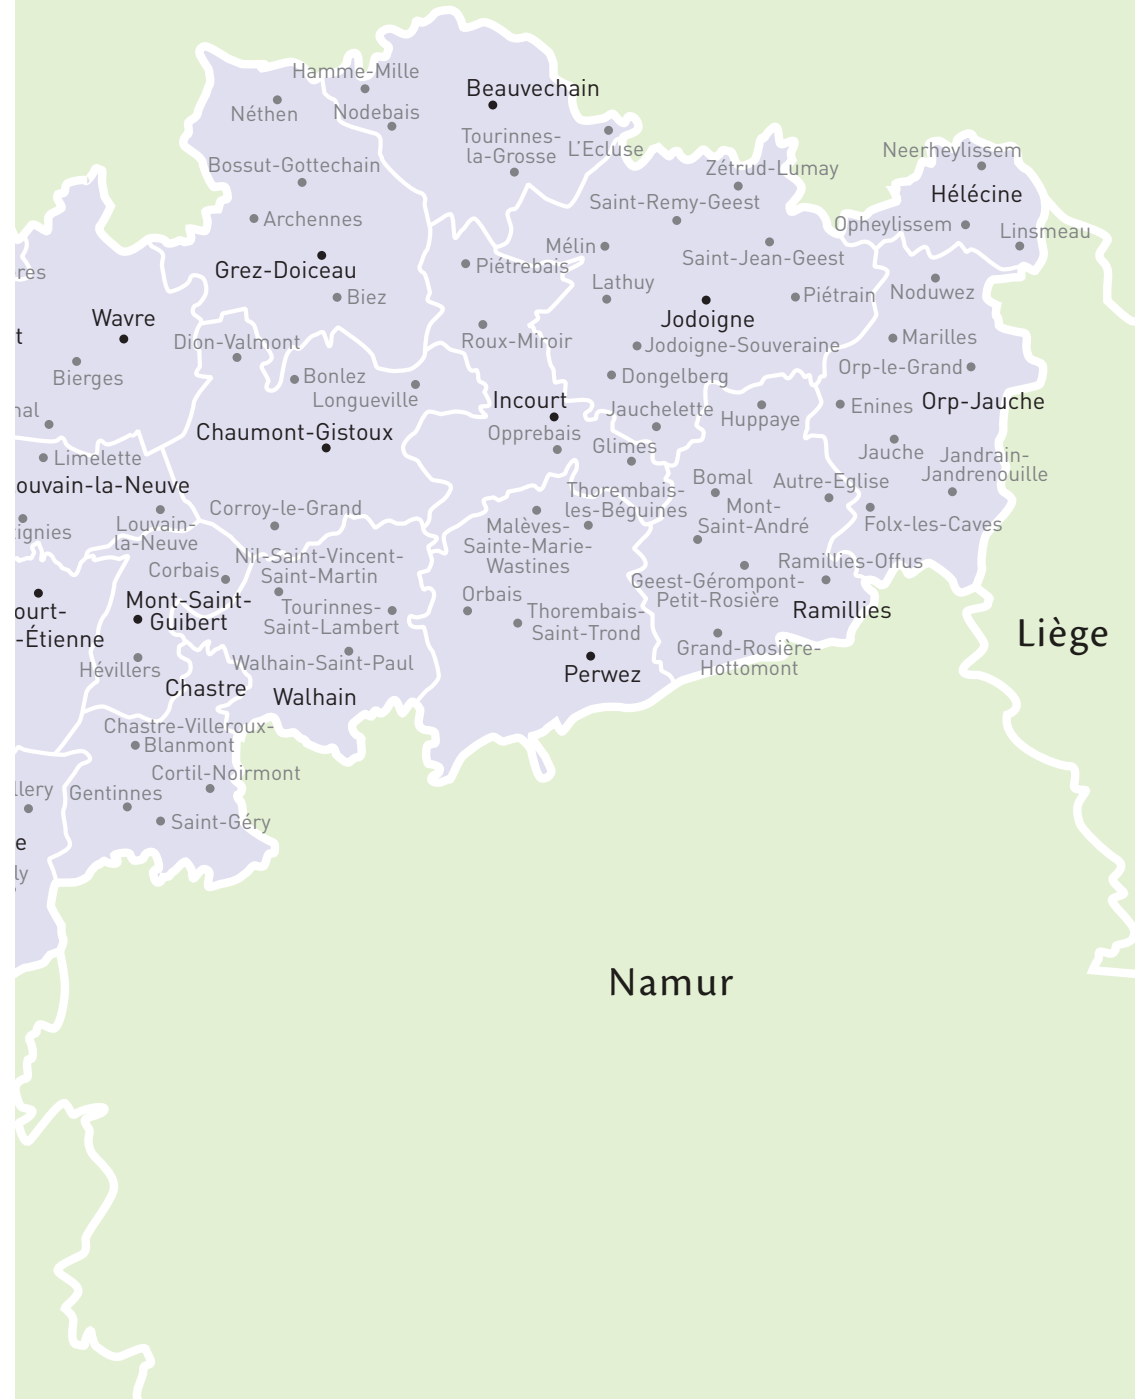 Hamme-Mille
Beauvechain
Néthen
Nodebais
Tourinnes-
la-Grosse
L'Ecluse
Neerheylissem
Bossut-Gottechain
Zétrud-Lumay
Hélécine
Saint-Remy-Geest
Archennes
Opheylissem
Linsmeau
Mélin
Saint-Jean-Geest
Grez-Doiceau
Piétrebais
res
Lathuy
Noduwez
Biez
Piétrain
Wavre
Jodoigne
t
Dion-Valmont
Roux-Miroir
Jodoigne-Souveraine
Marilles
Orp-le-Grand
Bierges
Bonlez
Dongelberg
Longueville
Incourt
Orp-Jauche
nal
Jauchelette
Huppaye
Enines
Chaumont-Gistoux
Opprebais
Glimes
Jauche
Jandrain-
Jandrenouille
Limelette
ouvain-la-Neuve
Bomal
Autre-Eglise
Thorembais-
les-Béguines
Corroy-le-Grand
Mont-
Saint-André
Folx-les-Caves
ignies
Louvain-
la-Neuve
Malèves-
Sainte-Marie-
Wastines
Nil-Saint-Vincent-
Saint-Martin
Ramillies-Offus
Corbais
Geest-Gérompont-
Petit-Rosière
Orbais
Mont-Saint-
Guibert
Tourinnes-
Saint-Lambert
Thorembais-
Saint-Trond
Ramillies
ourt-
-Étienne
Liège
Grand-Rosière-
Hottomont
Hévillers
Walhain-Saint-Paul
Perwez
Chastre
Walhain
Chastre-Villeroux-
Blanmont
Cortil-Noirmont
llery
Gentinnes
Saint-Géry
e
ly
Namur